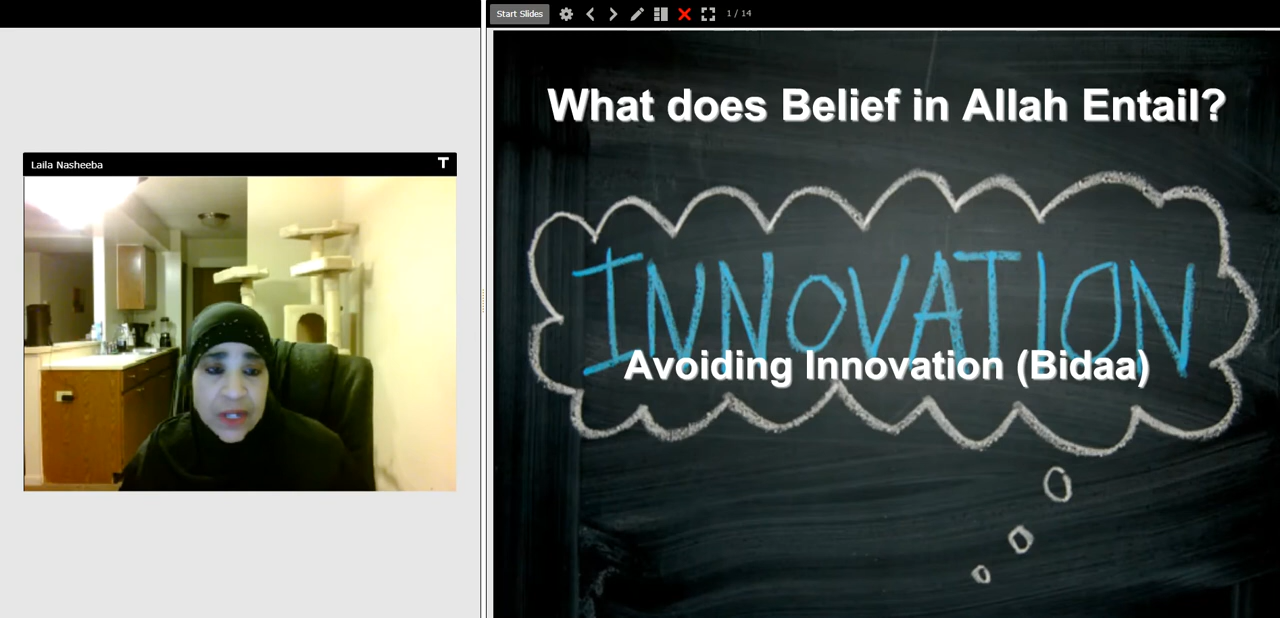 Start Slides
1 / 14
Laila Nasheeba
T
What does Belief in Allah Entail?
INNOVATION
Avoiding Innovation (Bidaa)